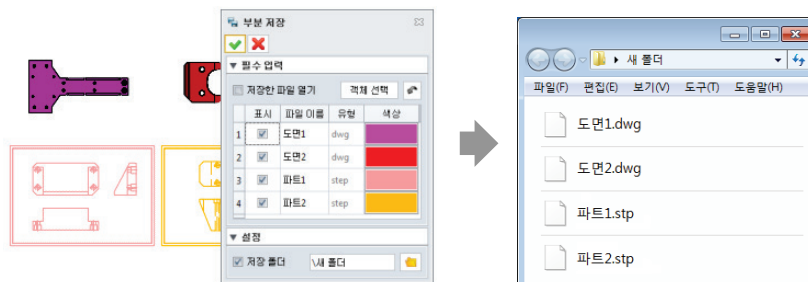 부분 저장
필수 입력
저장한 파일 열기 객체 선택
표시 파일 이름 유형 색상
1 도면1 dwg
2 도면2 dwg
3 파트1 step
4 파트2 step
설정
저장 폴더 \새 폴더
새 폴더
파일(F) 편집(E) 보기(V) 도구(T) 도움말(H)
도면1.dwg
도면2.dwg
파트1.stp
파트2.stp